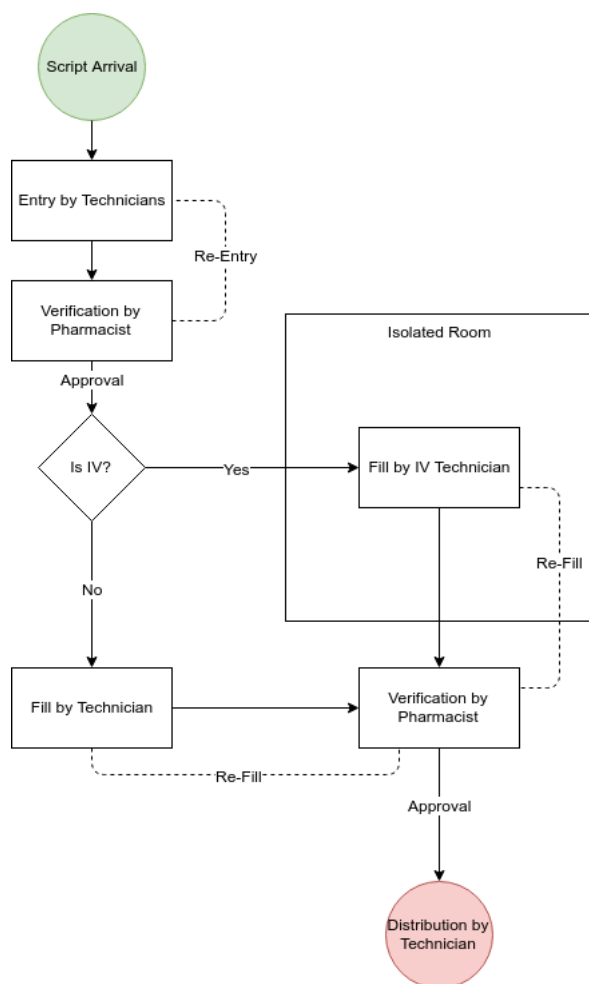 Script Arrival
Entry by Technicians
Re-Entry
Verification by
Pharmacist
Isolated Room
Approval
Is IV?
Yes
Fill by IV Technician
Re-Fill
No
Fill by Technician
Verification by
Pharmacist
Re-Fill
Approval
Distribution by
Technician